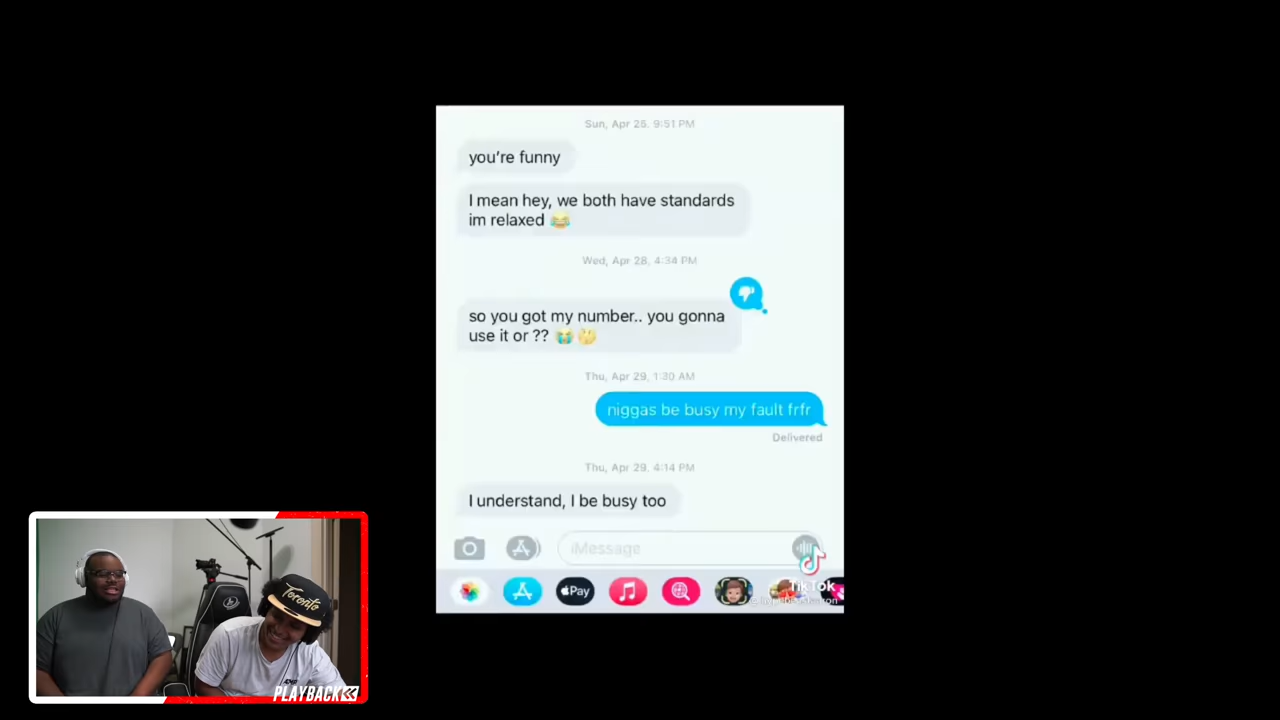 Sun, Apr 25, 9:51 PM
you're funny
I mean hey, we both have standards
im relaxed 😂
Wed, Apr 28, 4:34 PM
so you got my number.. you gonna
use it or ?? 😭🤔
Thu, Apr 29, 1:30 AM
niggas be busy my fault frfr
Delivered
Thu, Apr 29, 4:14 PM
I understand, I be busy too
iMessage
Pay
TikTok
Toronto
PLAYBACK